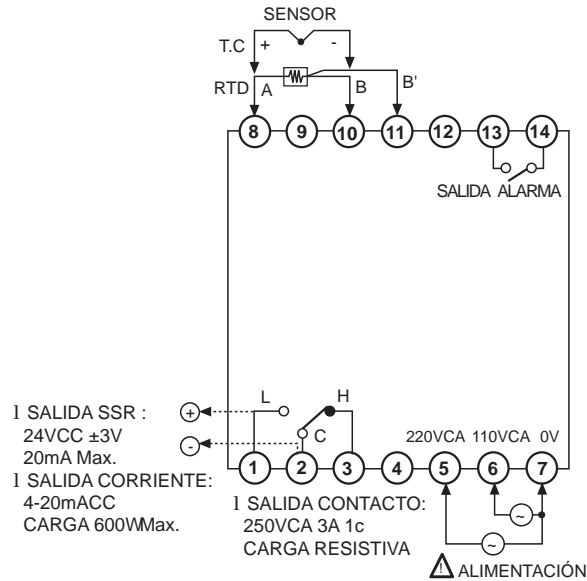 SENSOR
T.C + -
RTD A B B'
8 9 10 11 12 13 14
SALIDA ALARMA
L H
C
220VCA 110VCA 0V
+
-
1 2 3 4 5 6 7
l SALIDA SSR :
24VCC ±3V
20mA Max.
l SALIDA CORRIENTE:
4-20mACC
CARGA 600WMax.
l SALIDA CONTACTO:
250VCA 3A 1c
CARGA RESISTIVA
~
~
! ALIMENTACIÓN